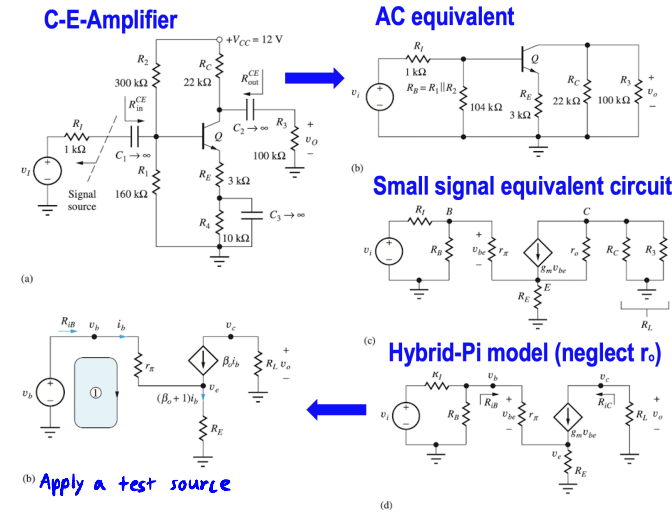 C-E-Amplifier
+V_CC = 12 V
R_2
300 kΩ
R_C
22 kΩ
R_out^CE
R_in^CE
R_I
1 kΩ
v_I
Signal
source
C_1 → ∞
R_1
160 kΩ
Q
C_2 → ∞
R_3
100 kΩ
+
v_O
−
R_E
3 kΩ
R_4
10 kΩ
C_3 → ∞
(a)
AC equivalent
R_I
1 kΩ
v_i
R_B = R_1 || R_2
104 kΩ
Q
R_E
3 kΩ
R_C
22 kΩ
R_3
100 kΩ
+
v_o
−
(b)
Small signal equivalent circuit
R_I
B
C
v_i
R_B
+
v_be
−
r_π
g_m v_be
r_o
R_C
R_3
E
R_E
R_L
(c)
Hybrid-Pi model (neglect r_o)
R_I
v_b
v_c
v_i
R_B
R_iB
+
v_be
−
r_π
g_m v_be
R_iC
R_L
+
v_o
−
v_e
R_E
(d)
R_iB
v_b
i_b
v_c
v_b
①
r_π
β_o i_b
R_L
+
v_o
−
(β_o + 1)i_b
v_e
R_E
(b)
Apply a test source